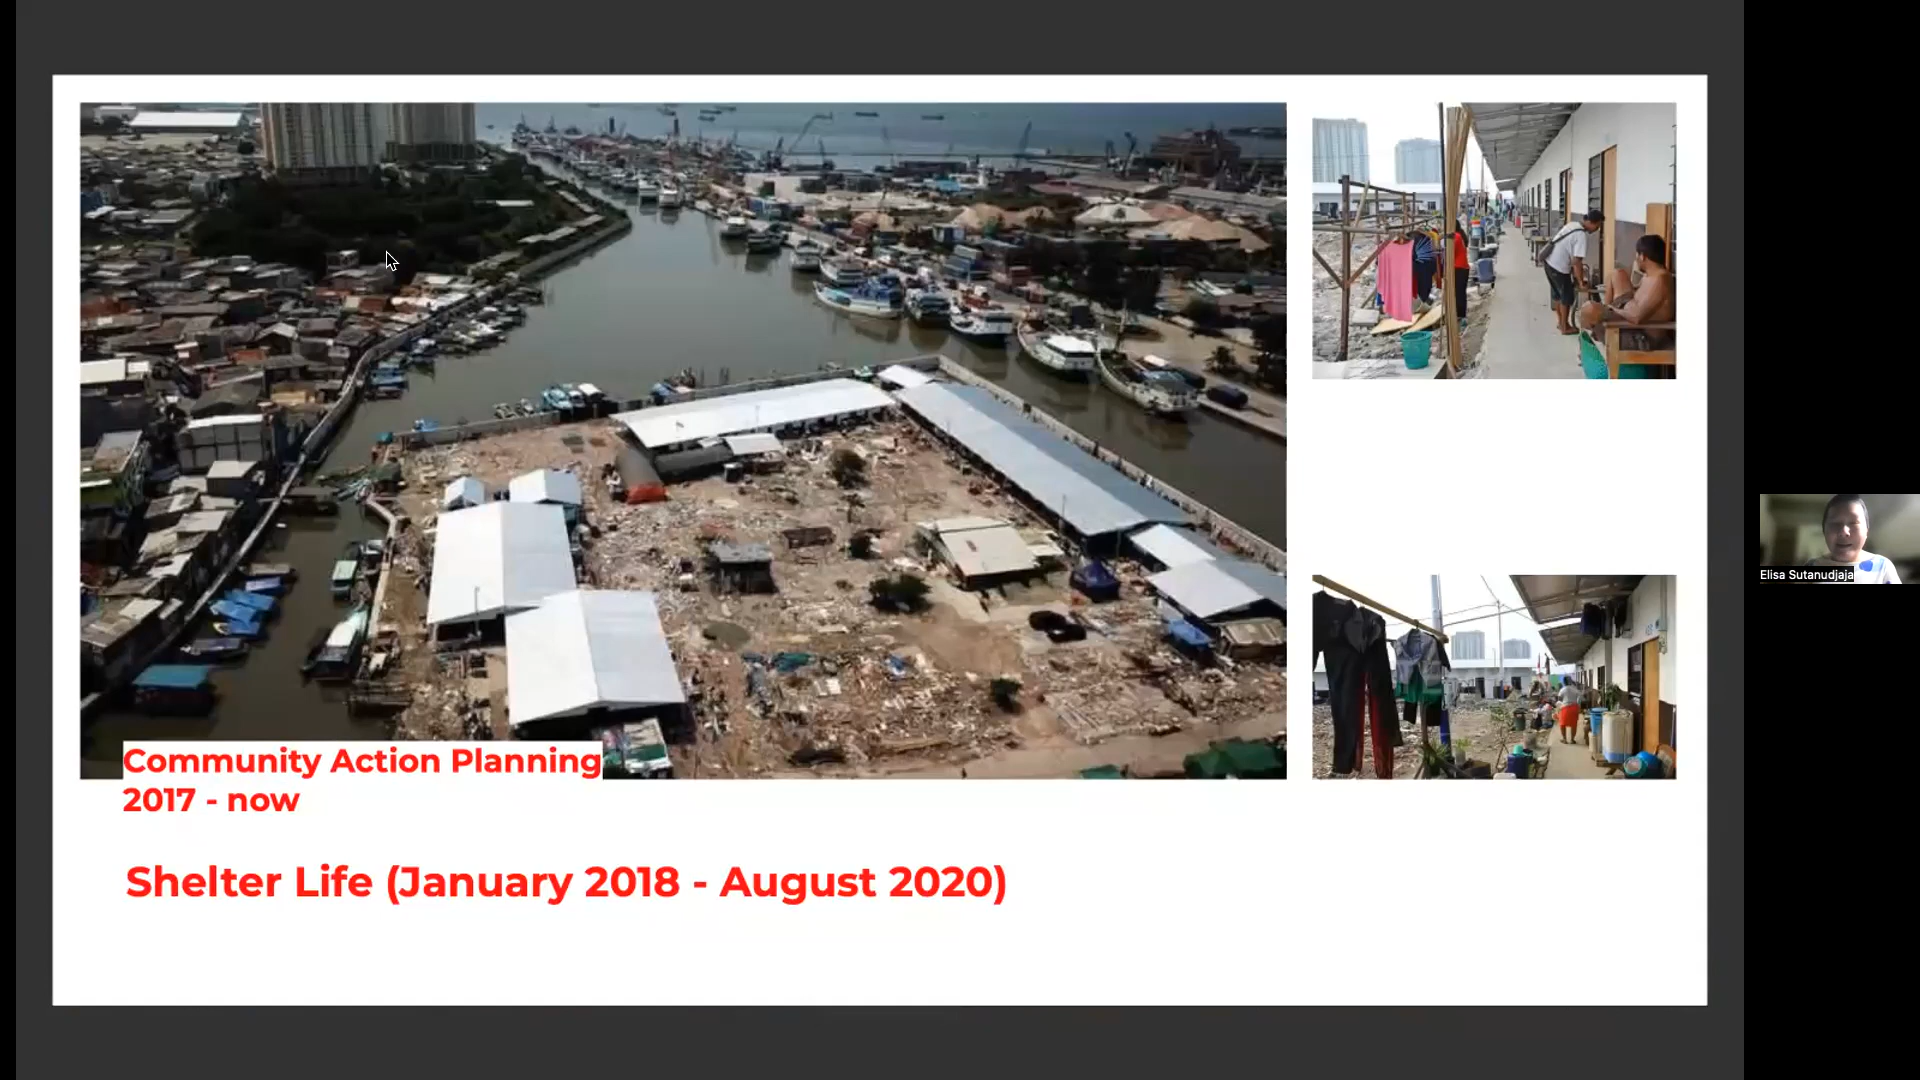 Community Action Planning
2017 - now
Shelter Life (January 2018 - August 2020)
Elisa Sutanudjaja